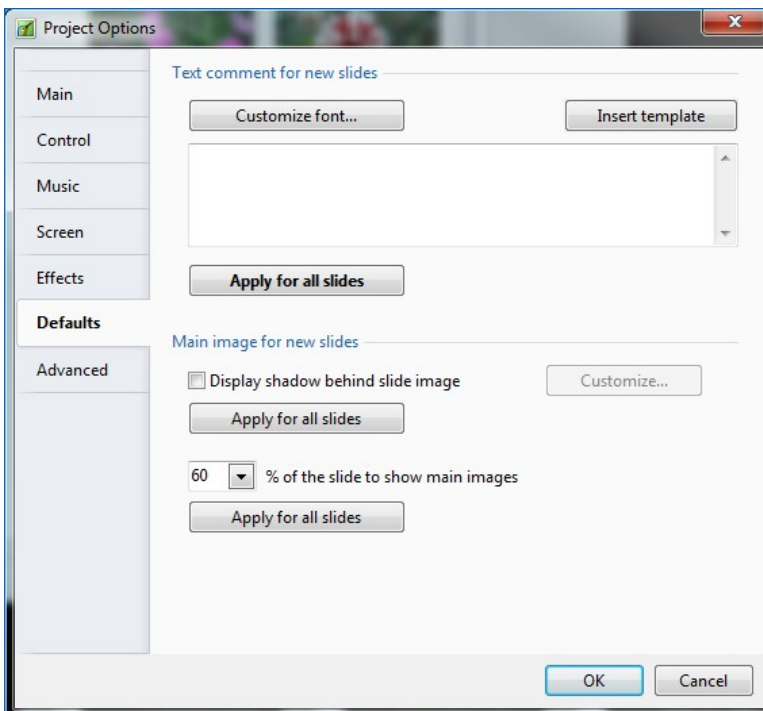 Project Options
Main
Control
Music
Screen
Effects
Defaults
Advanced
Text comment for new slides
Customize font... Insert template
Apply for all slides
Main image for new slides
Display shadow behind slide image Customize...
Apply for all slides
60 % of the slide to show main images
Apply for all slides
OK Cancel